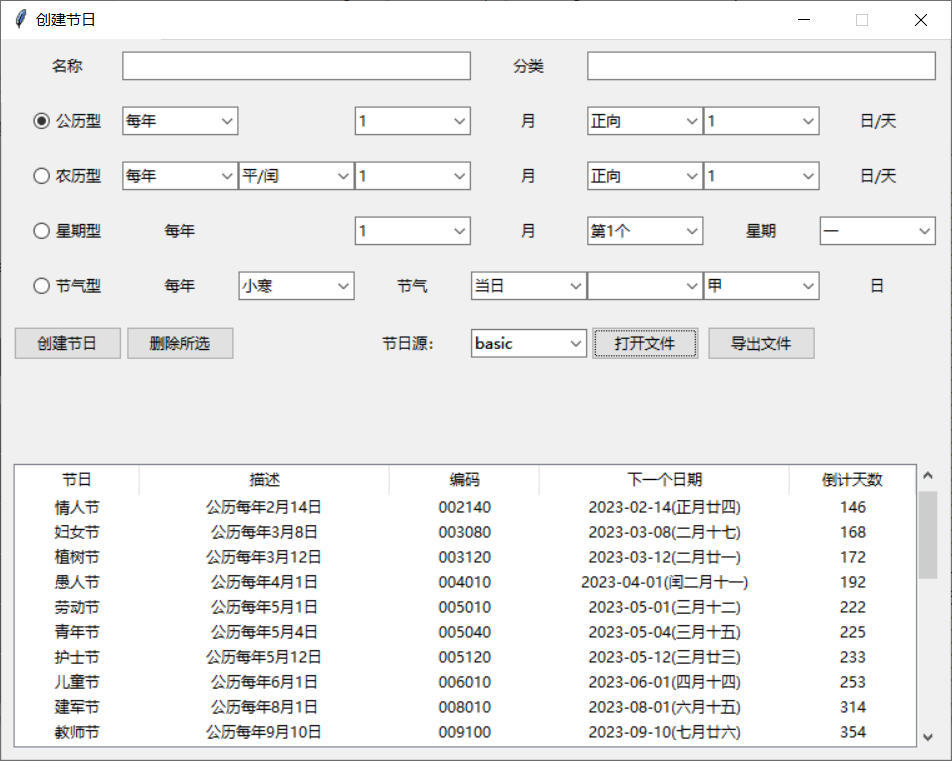 创建节日
名称 分类
公历型 每年 1 月 正向 1 日/天
农历型 每年 平/闰 1 月 正向 1 日/天
星期型 每年 1 月 第1个 星期 一
节气型 每年 小寒 节气 当日 甲 日
创建节日 删除所选 节日源: basic 打开文件 导出文件
节日 描述 编码 下一个日期 倒计天数
情人节 公历每年2月14日 002140 2023-02-14(正月廿四) 146
妇女节 公历每年3月8日 003080 2023-03-08(二月十七) 168
植树节 公历每年3月12日 003120 2023-03-12(二月廿一) 172
愚人节 公历每年4月1日 004010 2023-04-01(闰二月十一) 192
劳动节 公历每年5月1日 005010 2023-05-01(三月十二) 222
青年节 公历每年5月4日 005040 2023-05-04(三月十五) 225
护士节 公历每年5月12日 005120 2023-05-12(三月廿三) 233
儿童节 公历每年6月1日 006010 2023-06-01(四月十四) 253
建军节 公历每年8月1日 008010 2023-08-01(六月十五) 314
教师节 公历每年9月10日 009100 2023-09-10(七月廿六) 354